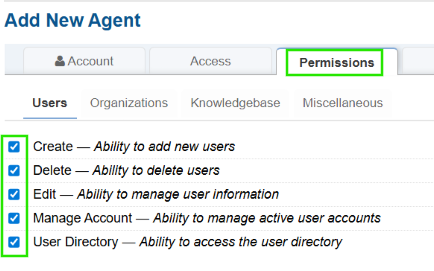 Add New Agent
Account Access Permissions
Users Organizations Knowledgebase Miscellaneous
Create — Ability to add new users
Delete — Ability to delete users
Edit — Ability to manage user information
Manage Account — Ability to manage active user accounts
User Directory — Ability to access the user directory